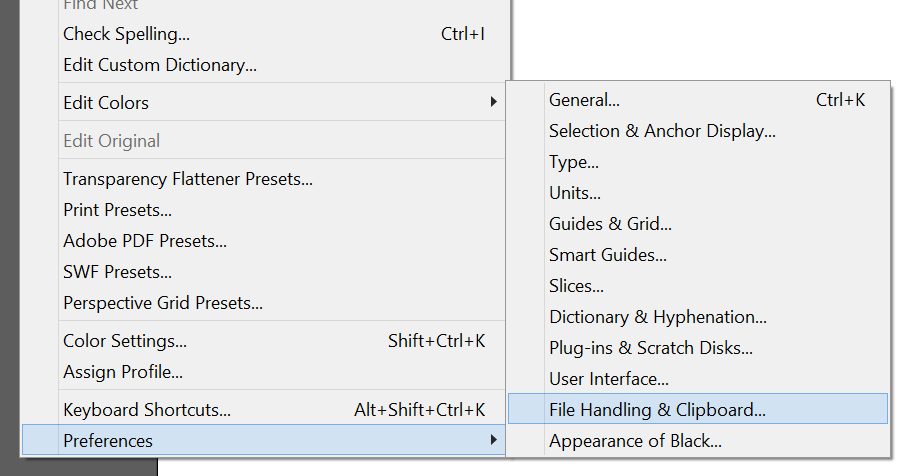 Find Next
Check Spelling... Ctrl+I
Edit Custom Dictionary...
Edit Colors
Edit Original
Transparency Flattener Presets...
Print Presets...
Adobe PDF Presets...
SWF Presets...
Perspective Grid Presets...
Color Settings... Shift+Ctrl+K
Assign Profile...
Keyboard Shortcuts... Alt+Shift+Ctrl+K
Preferences
General... Ctrl+K
Selection & Anchor Display...
Type...
Units...
Guides & Grid...
Smart Guides...
Slices...
Dictionary & Hyphenation...
Plug-ins & Scratch Disks...
User Interface...
File Handling & Clipboard...
Appearance of Black...